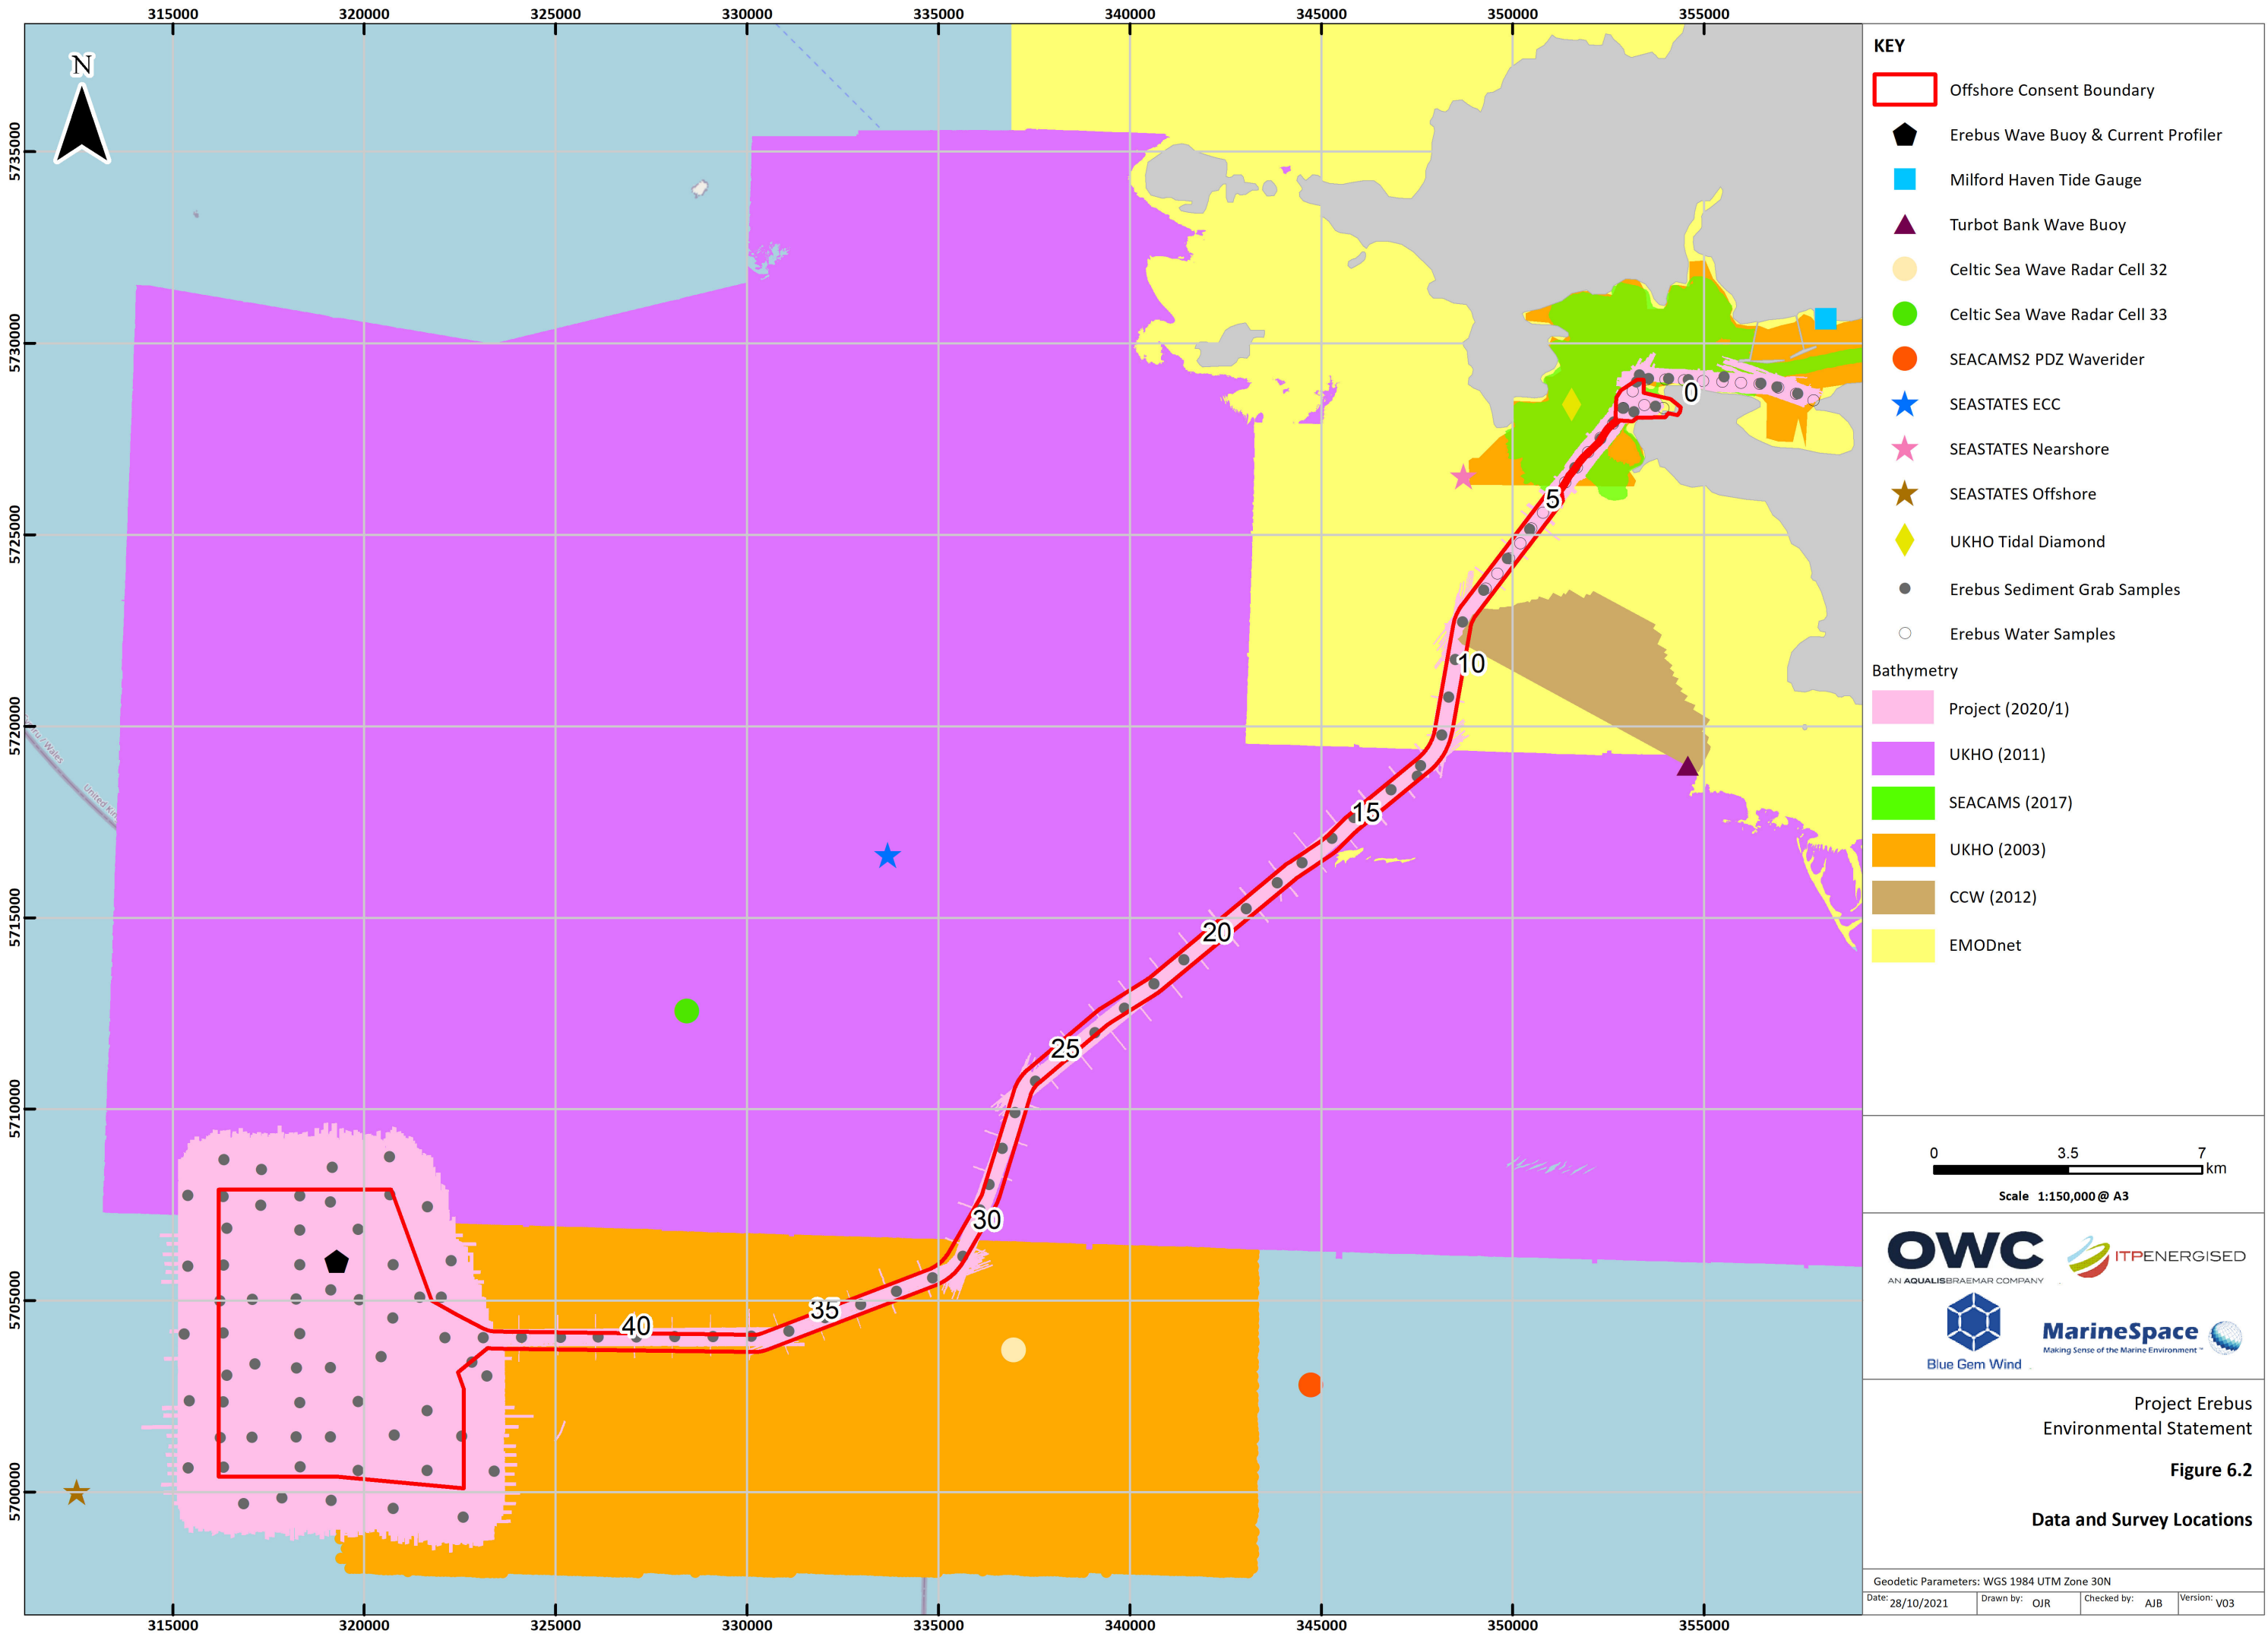 315000 320000 325000 330000 335000 340000 345000 350000 355000
N
5735000
5730000
5725000
5720000
5715000
5710000
5705000
5700000
0
5
10
15
20
25
30
35
40
/ Wales
United Kin
315000 320000 325000 330000 335000 340000 345000 350000 355000
KEY
Offshore Consent Boundary
Erebus Wave Buoy & Current Profiler
Milford Haven Tide Gauge
Turbot Bank Wave Buoy
Celtic Sea Wave Radar Cell 32
Celtic Sea Wave Radar Cell 33
SEACAMS2 PDZ Waverider
SEASTATES ECC
SEASTATES Nearshore
SEASTATES Offshore
UKHO Tidal Diamond
Erebus Sediment Grab Samples
Erebus Water Samples
Bathymetry
Project (2020/1)
UKHO (2011)
SEACAMS (2017)
UKHO (2003)
CCW (2012)
EMODnet
0 3.5 7
km
Scale 1:150,000 @ A3
OWC
AN AQUALISBRAEMAR COMPANY
ITPENERGISED
Blue Gem Wind
MarineSpace
Making Sense of the Marine Environment™
Project Erebus
Environmental Statement
Figure 6.2
Data and Survey Locations
Geodetic Parameters: WGS 1984 UTM Zone 30N
Date: 28/10/2021 Drawn by: OJR Checked by: AJB Version: V03